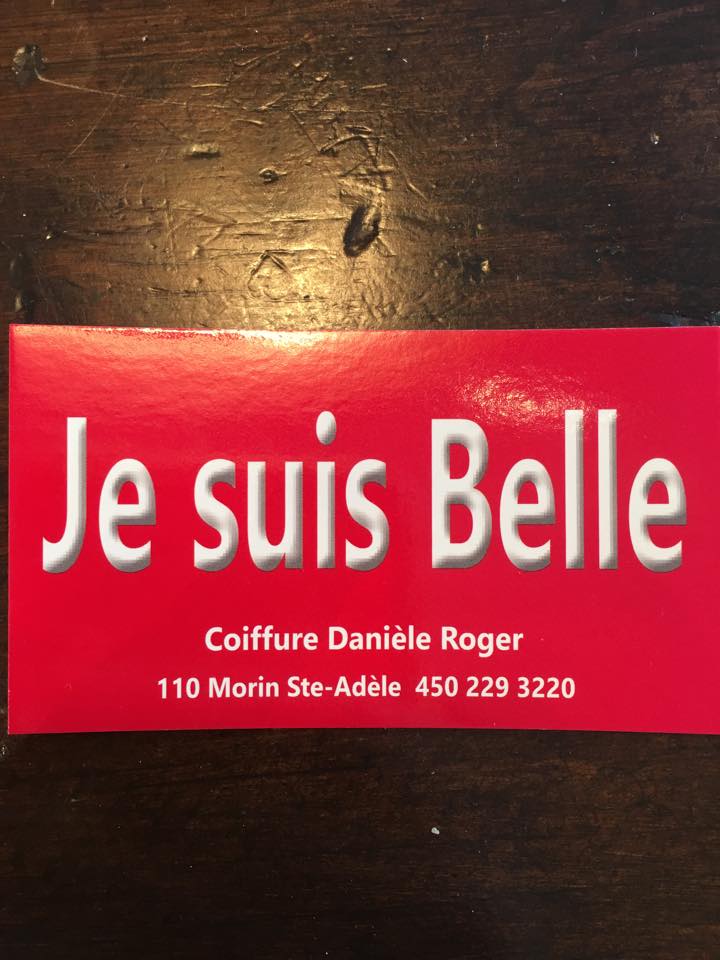 Je suis Belle
Coiffure Danièle Roger
110 Morin Ste-Adèle 450 229 3220